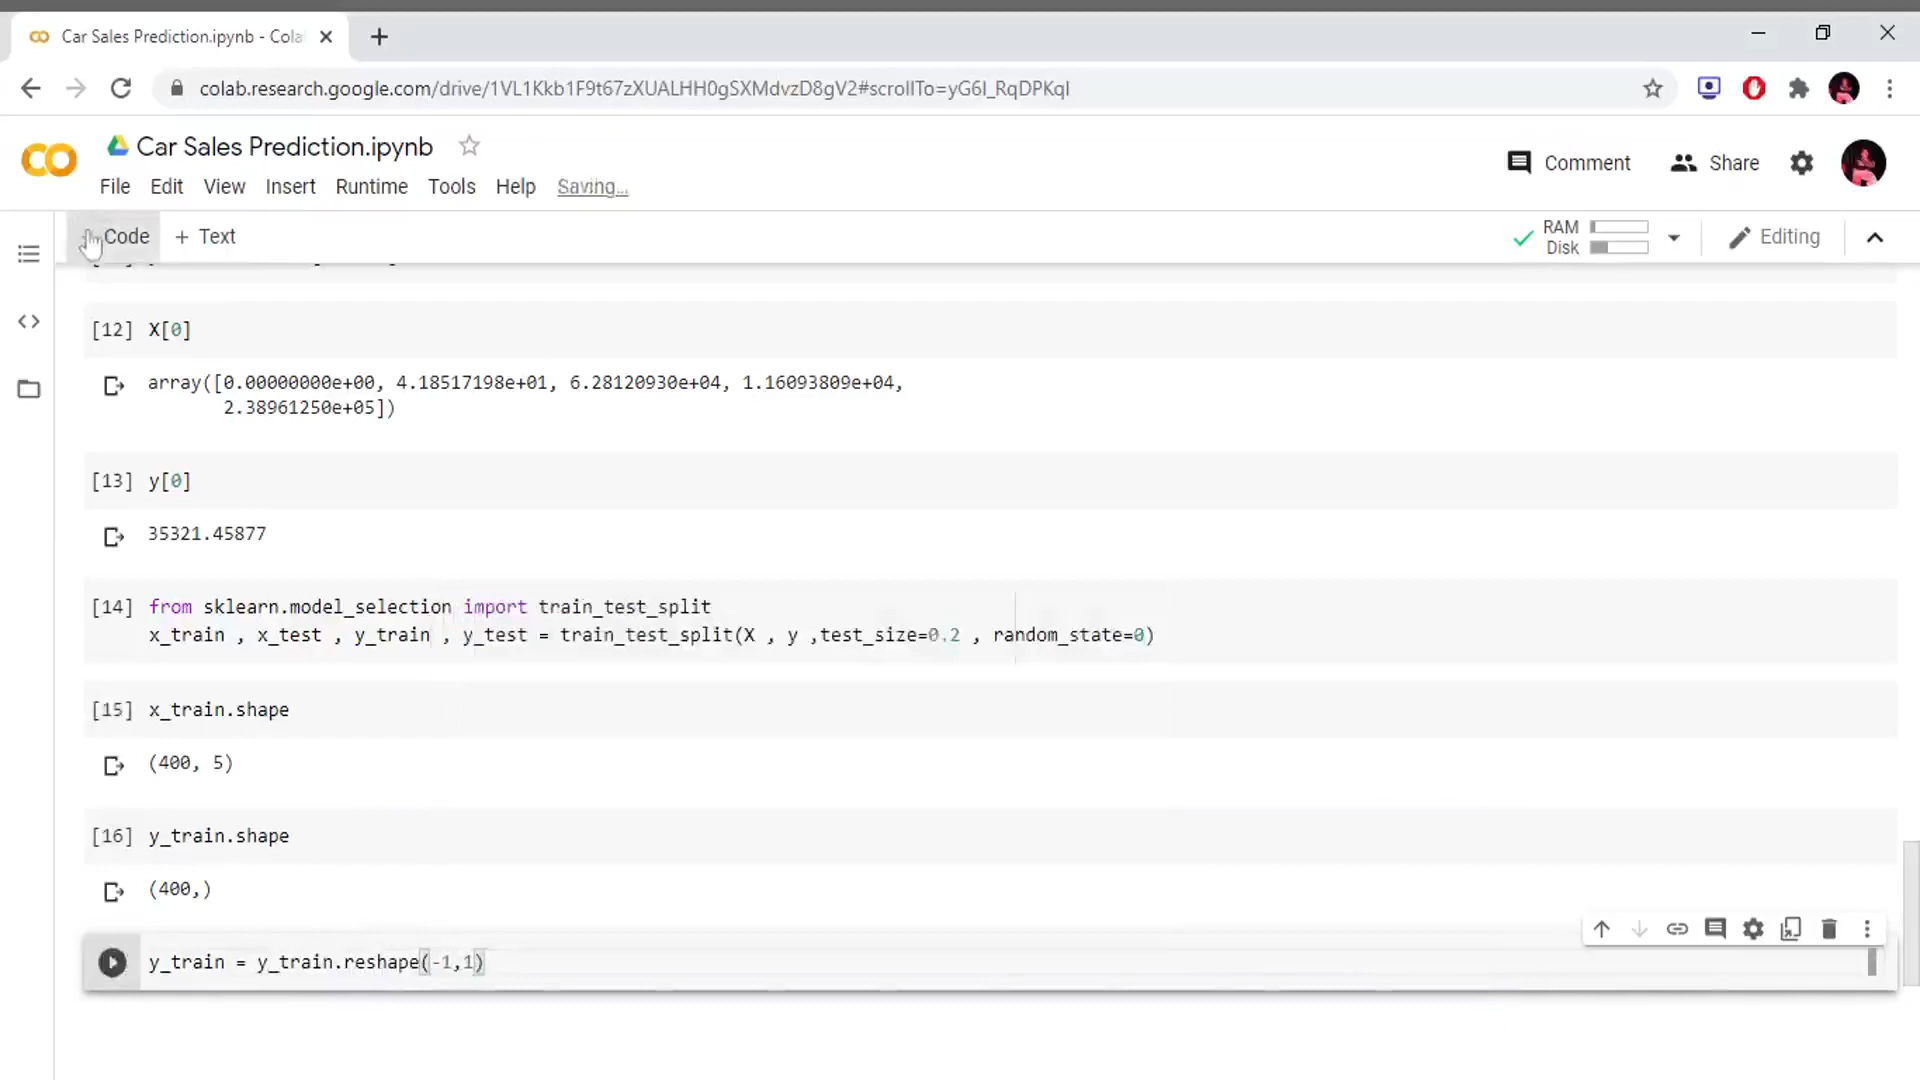 Car Sales Prediction.ipynb - Cola
colab.research.google.com/drive/1VL1Kkb1F9t67zXUALHH0gSXMdvzD8gV2#scrollTo=yG6l_RqDPKql
Car Sales Prediction.ipynb
Comment
Share
File Edit View Insert Runtime Tools Help Saving...
Code + Text
RAM
Disk
Editing
[12] X[0]
array([0.00000000e+00, 4.18517198e+01, 6.28120930e+04, 1.16093809e+04,
2.38961250e+05])
[13] y[0]
35321.45877
[14] from sklearn.model_selection import train_test_split
x_train , x_test , y_train , y_test = train_test_split(X , y ,test_size=0.2 , random_state=0)
[15] x_train.shape
(400, 5)
[16] y_train.shape
(400,)
y_train = y_train.reshape(-1,1)